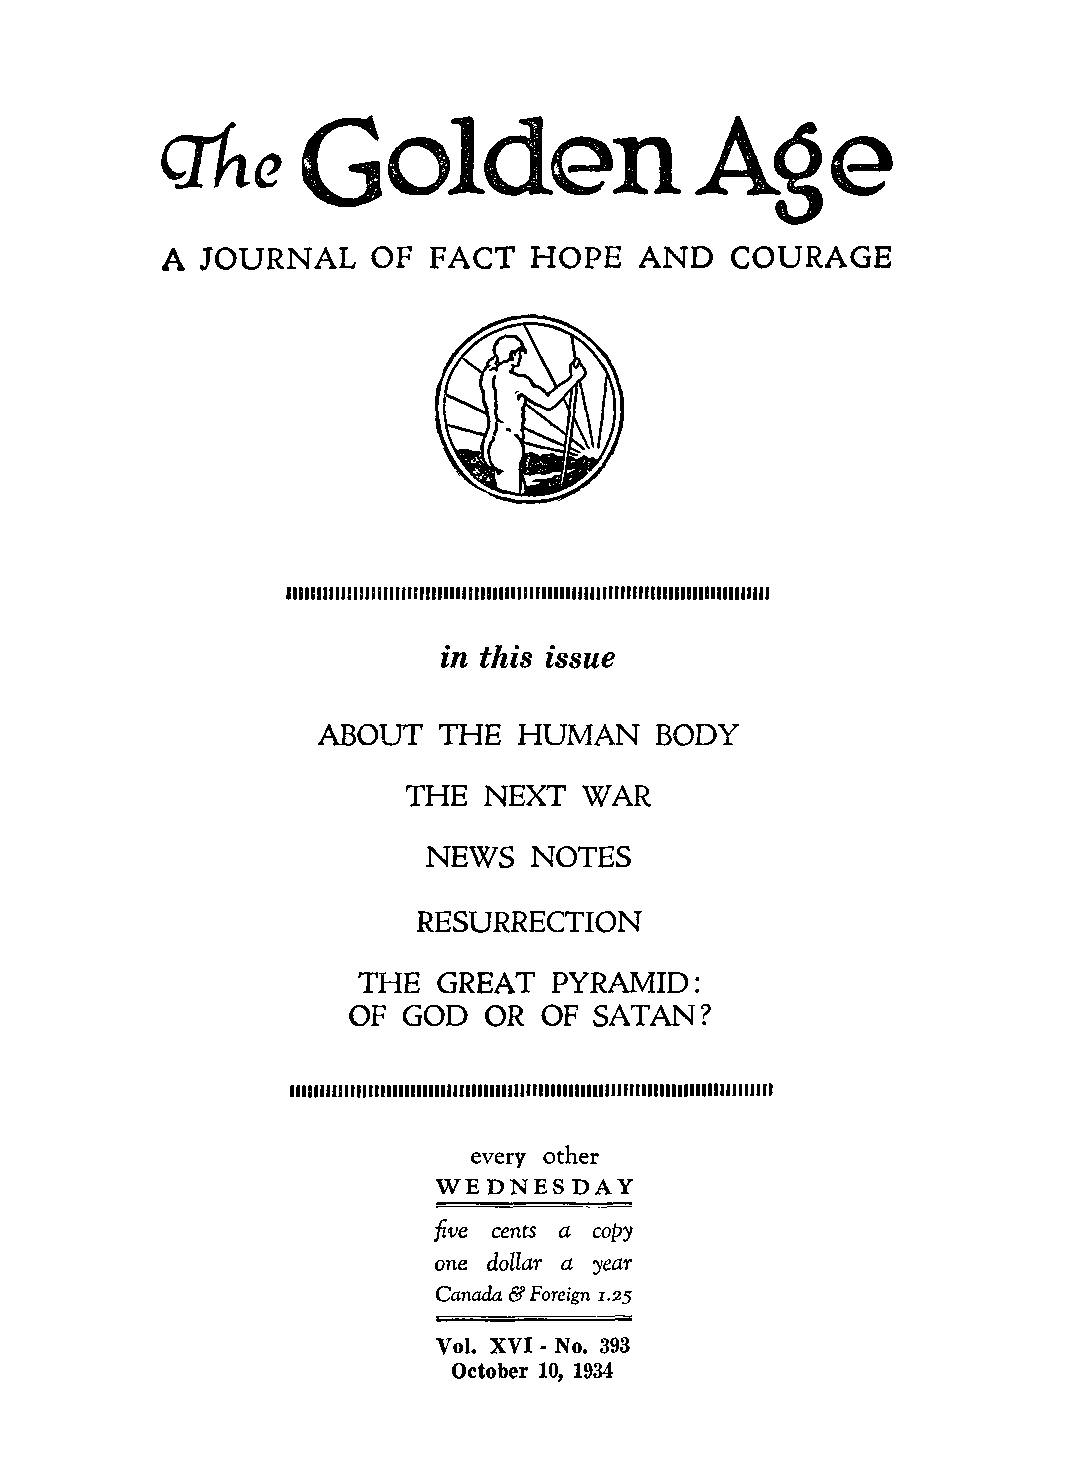 The Golden Age
A JOURNAL OF FACT HOPE AND COURAGE
in this issue
ABOUT THE HUMAN BODY
THE NEXT WAR
NEWS NOTES
RESURRECTION
THE GREAT PYRAMID:
OF GOD OR OF SATAN?
every other
WEDNESDAY
five cents a copy
one dollar a year
Canada & Foreign 1.25
Vol. XVI - No. 393
October 10, 1934